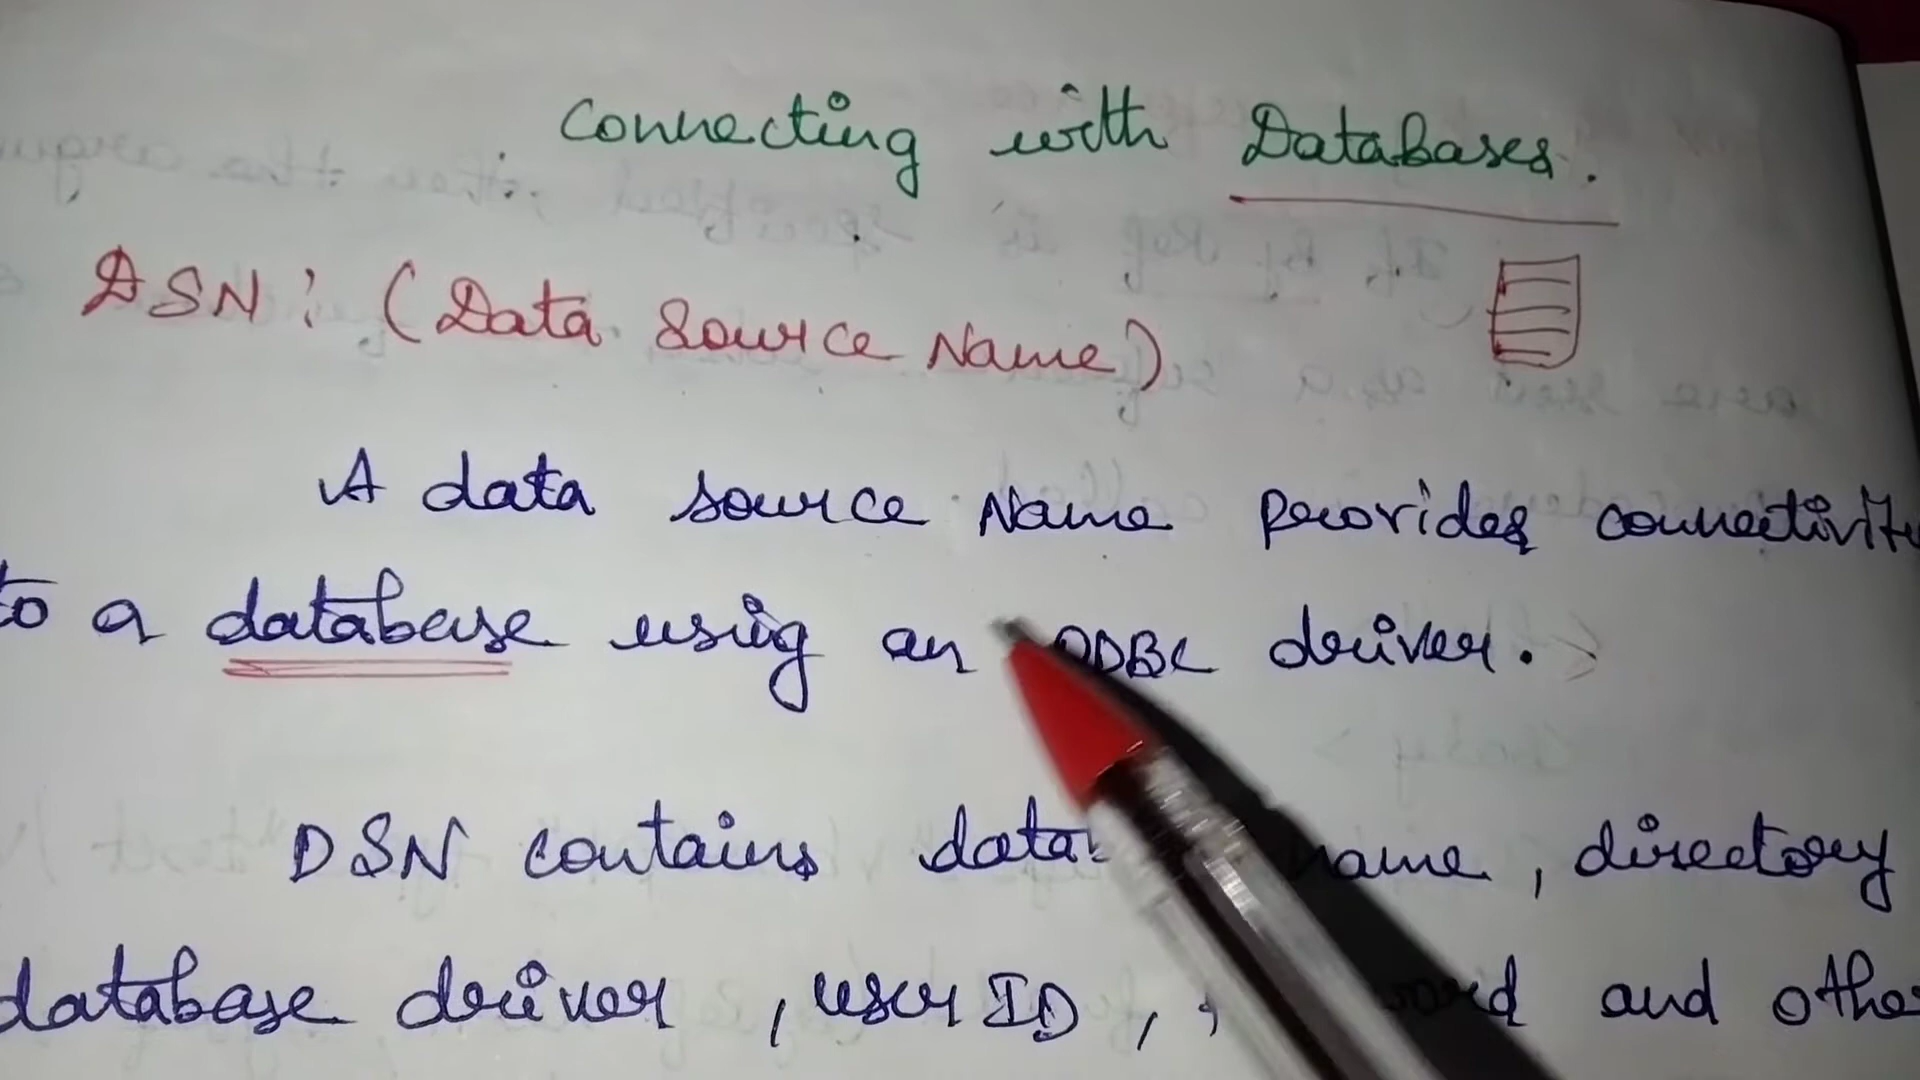 Connecting with Databases.
DSN: (Data Source Name)
A data source Name provides connectivity
to a database using an ODBC driver.
DSN contains name, directory
database driver, user ID, and